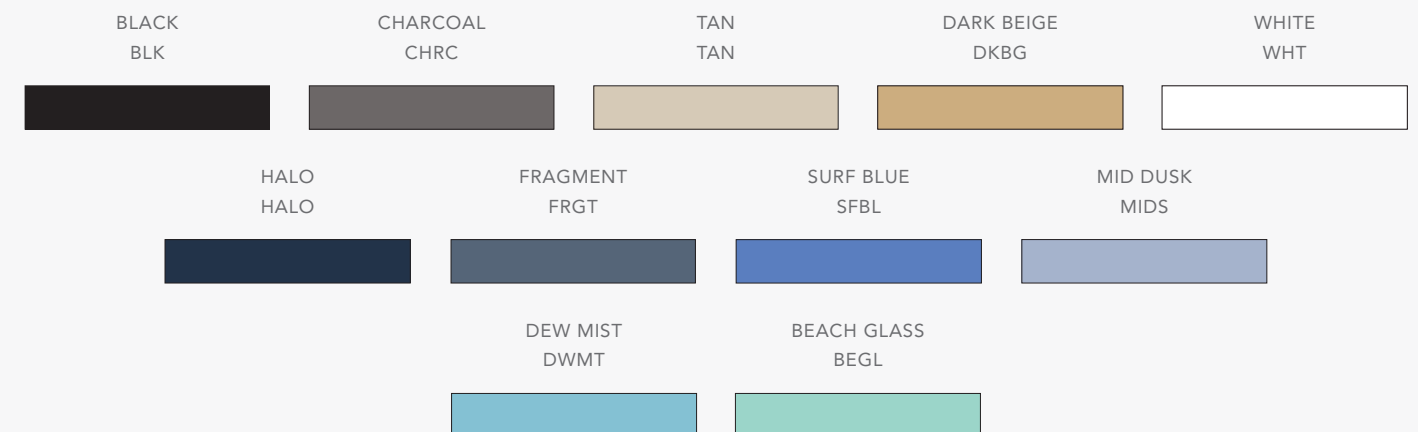 BLACK CHARCOAL TAN DARK BEIGE WHITE
BLK CHRC TAN DKBG WHT
HALO FRAGMENT SURF BLUE MID DUSK
HALO FRGT SFBL MIDS
DEW MIST BEACH GLASS
DWMT BEGL